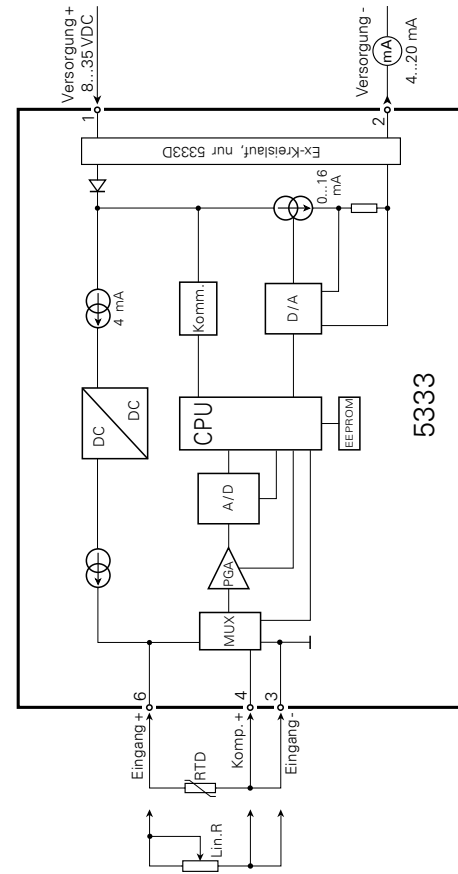 Versorgung +
8...35 VDC
1
Versorgung -
mA
4...20 mA
2
Ex-Kreislauf, nur 5333D
4 mA
0...16
mA
Komm.
D/A
DC
DC
CPU
EEPROM
A/D
PGA
MUX
5333
Eingang +
6
RTD
Komp. +
4
Eingang -
3
Lin.R